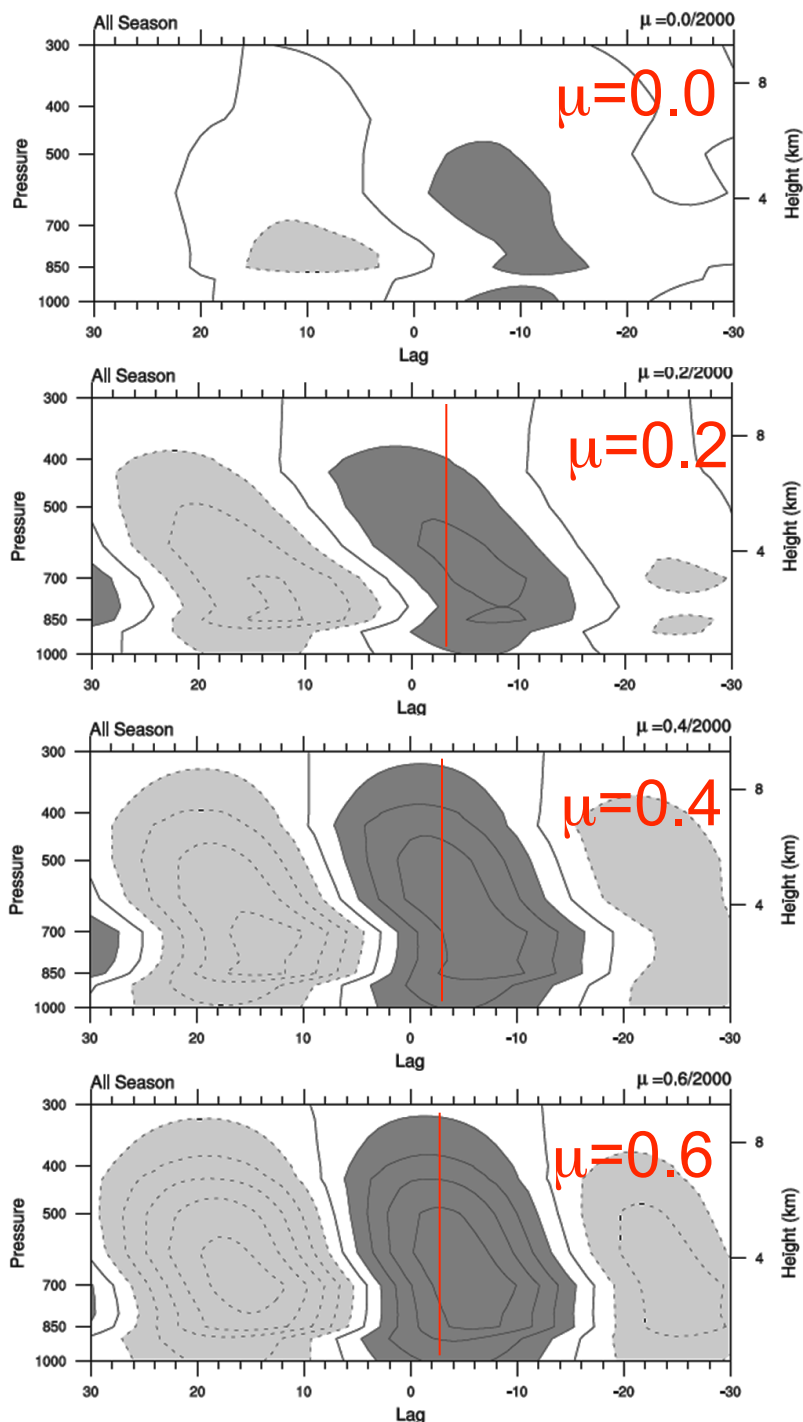 All Season μ =0.0/2000
300
400
500
700
850
1000
Pressure
8
4
Height (km)
μ=0.0
30 20 10 0 -10 -20 -30
Lag
All Season μ =0.2/2000
300
400
500
700
850
1000
Pressure
8
4
Height (km)
μ=0.2
30 20 10 0 -10 -20 -30
Lag
All Season μ =0.4/2000
300
400
500
700
850
1000
Pressure
8
4
Height (km)
μ=0.4
30 20 10 0 -10 -20 -30
Lag
All Season μ =0.6/2000
300
400
500
700
850
1000
Pressure
8
4
Height (km)
μ=0.6
30 20 10 0 -10 -20 -30
Lag